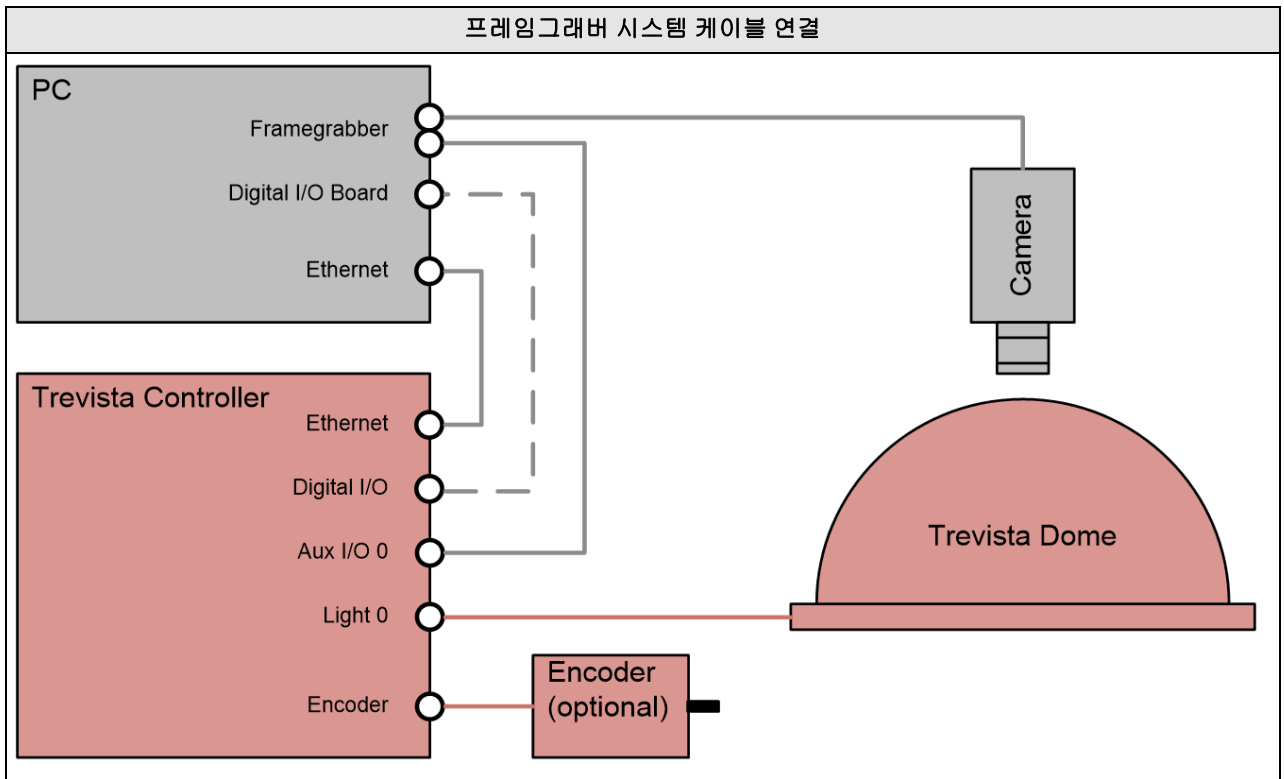 프레임그래버 시스템 케이블 연결
PC
Framegrabber
Digital I/O Board
Ethernet
Camera
Trevista Controller
Ethernet
Digital I/O
Aux I/O 0
Light 0
Encoder
Trevista Dome
Encoder
(optional)